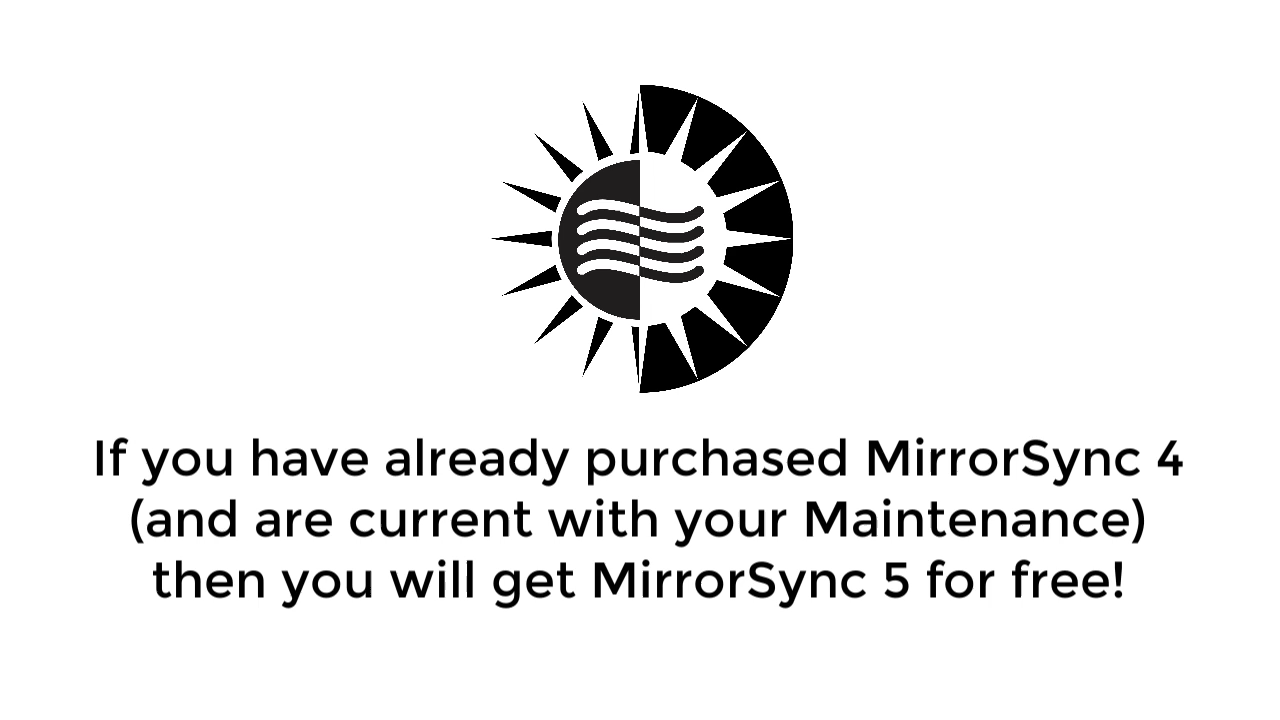 If you have already purchased MirrorSync 4
(and are current with your Maintenance)
then you will get MirrorSync 5 for free!